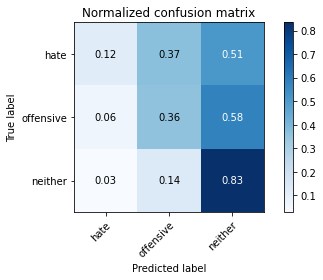 Normalized confusion matrix
True label
hate
0.12 0.37 0.51
offensive
0.06 0.36 0.58
neither
0.03 0.14 0.83
hate
offensive
neither
Predicted label
0.8
0.7
0.6
0.5
0.4
0.3
0.2
0.1